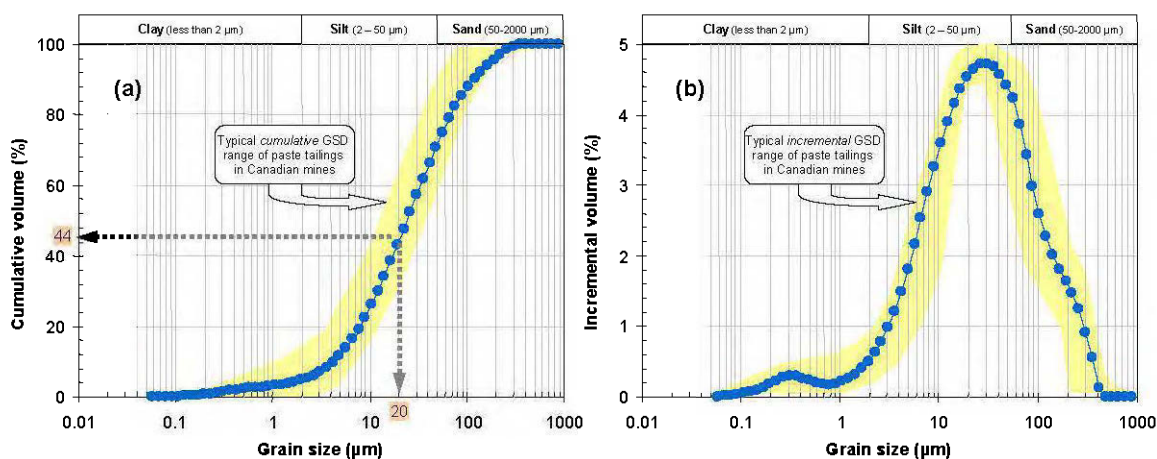 Clay (less than 2 µm)
Silt (2 – 50 µm)
Sand (50-2000 µm)
(a)
Typical cumulative GSD
range of paste tailings
in Canadian mines
100
80
60
44
40
20
0
0.01
0.1
1
10
20
100
1000
Cumulative volume (%)
Grain size (µm)
Clay (less than 2 µm)
Silt (2 – 50 µm)
Sand (50-2000 µm)
(b)
Typical incremental GSD
range of paste tailings
in Canadian mines
5
4
3
2
1
0
0.01
0.1
1
10
100
1000
Incremental volume (%)
Grain size (µm)